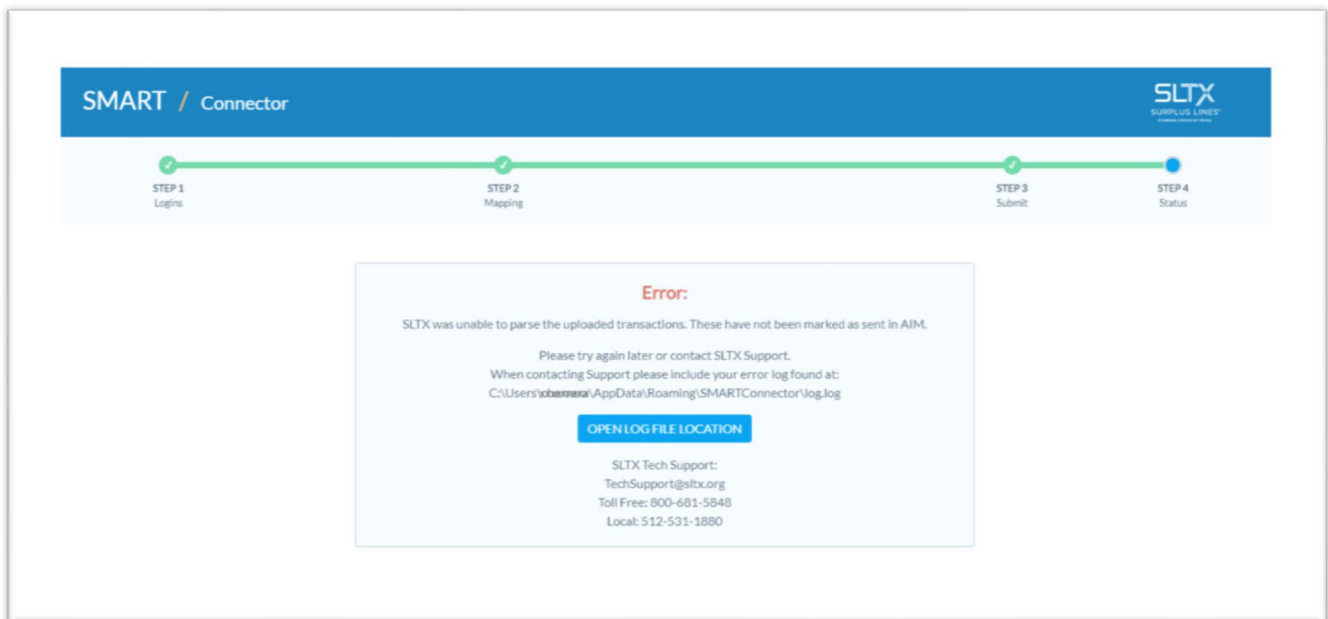 SMART / Connector
SLTX
SURPLUS LINES
STEP 1
Logins
STEP 2
Mapping
STEP 3
Submit
STEP 4
Status
Error:
SLTX was unable to parse the uploaded transactions. These have not been marked as sent in AIM.
Please try again later or contact SLTX Support.
When contacting Support please include your error log found at:
C:\Users\ \AppData\Roaming\SMARTConnector\log.log
OPEN LOG FILE LOCATION
SLTX Tech Support:
TechSupport@sltx.org
Toll Free: 800-681-5848
Local: 512-531-1880